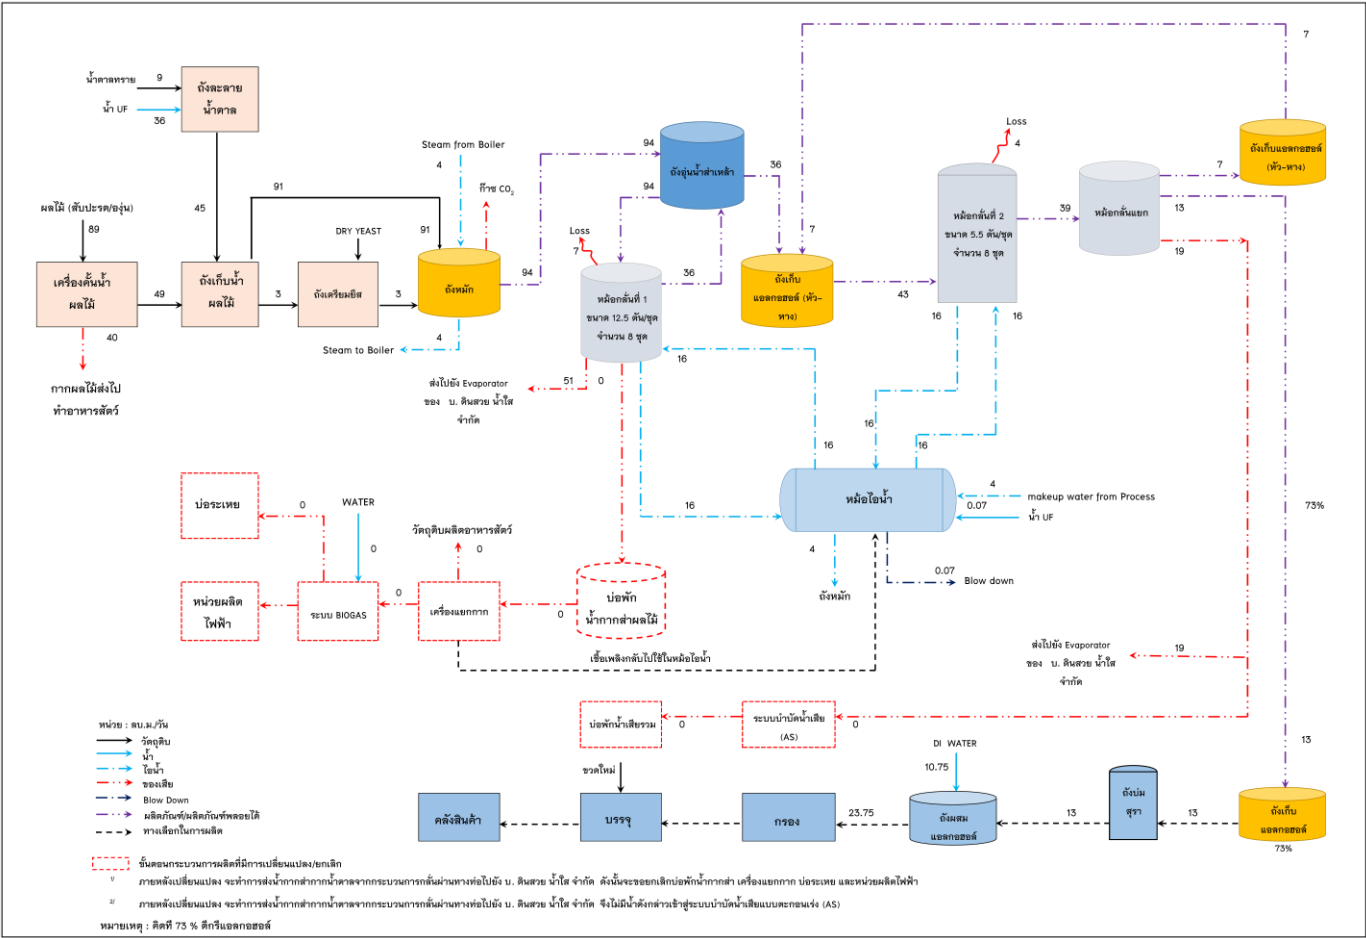 น้ำตาลทราย
9
น้ำ UF
36
ถังละลาย
น้ำตาล
7
Loss
4
ถังเก็บแอลกอฮอล์
(หัว-หาง)
Steam from Boiler
4
94
ถังอุ่นน้ำส่าเหล้า
36
ก๊าซ CO2
94
91
ผลไม้ (สับปะรด/องุ่น)
89
45
91
DRY YEAST
Loss
7
7
หม้อกลั่นที่ 2
ขนาด 5.5 ตัน/ชุด
จำนวน 8 ชุด
39
หม้อกลั่นแยก
7
13
19
เครื่องคั้นน้ำ
ผลไม้
49
ถังเก็บน้ำ
ผลไม้
3
ถังเตรียมยีส
3
ถังหมัก
94
36
หม้อกลั่นที่ 1
ขนาด 12.5 ตัน/ชุด
จำนวน 8 ชุด
ถังเก็บ
แอลกอฮอล์ (หัว-
หาง)
43
16
16
40
Steam to Boiler
4
16
กากผลไม้ส่งไป
ทำอาหารสัตว์
ส่งไปยัง Evaporator
ของ บ. ดินสวย น้ำใส
จำกัด
51
0
16
16
16
บ่อระเหย
0
WATER
0
วัตถุดิบผลิตอาหารสัตว์
0
16
หม้อไอน้ำ
4
makeup water from Process
0.07
น้ำ UF
73%
4
ถังหมัก
0.07
Blow down
หน่วยผลิต
ไฟฟ้า
ระบบ BIOGAS
0
เครื่องแยกกาก
0
บ่อพัก
น้ำกากส่าผลไม้
เชื้อเพลิงกลับไปใช้ในหม้อไอน้ำ
ส่งไปยัง Evaporator
ของ บ. ดินสวย น้ำใส
จำกัด
19
บ่อพักน้ำเสียรวม
0
ระบบบำบัดน้ำเสีย
(AS)
0
13
ขวดใหม่
DI WATER
10.75
คลังสินค้า
บรรจุ
กรอง
23.75
ถังผสม
แอลกอฮอล์
13
ถังบ่ม
สุรา
13
ถังเก็บ
แอลกอฮอล์
73%
หน่วย : ลบ.ม./วัน
วัตถุดิบ
น้ำ
ไอน้ำ
ของเสีย
Blow Down
ผลิตภัณฑ์/ผลิตภัณฑ์พลอยได้
ทางเลือกในการผลิต
ขั้นตอนกระบวนการผลิตที่มีการเปลี่ยนแปลง/ยกเลิก
ภายหลังเปลี่ยนแปลง จะทำการส่งน้ำกากส่ากากน้ำตาลจากกระบวนการกลั่นผ่านทางท่อไปยัง บ. ดินสวย น้ำใส จำกัด ดังนั้นจะขอยกเลิกบ่อพักน้ำกากส่า เครื่องแยกกาก บ่อระเหย และหน่วยผลิตไฟฟ้า
ภายหลังเปลี่ยนแปลง จะทำการส่งน้ำกากส่ากากน้ำตาลจากกระบวนการกลั่นผ่านทางท่อไปยัง บ. ดินสวย น้ำใส จำกัด จึงไม่มีน้ำดังกล่าวเข้าสู่ระบบบำบัดน้ำเสียแบบตะกอนเร่ง (AS)
หมายเหตุ : คิดที่ 73 % ดีกรีแอลกอฮอล์